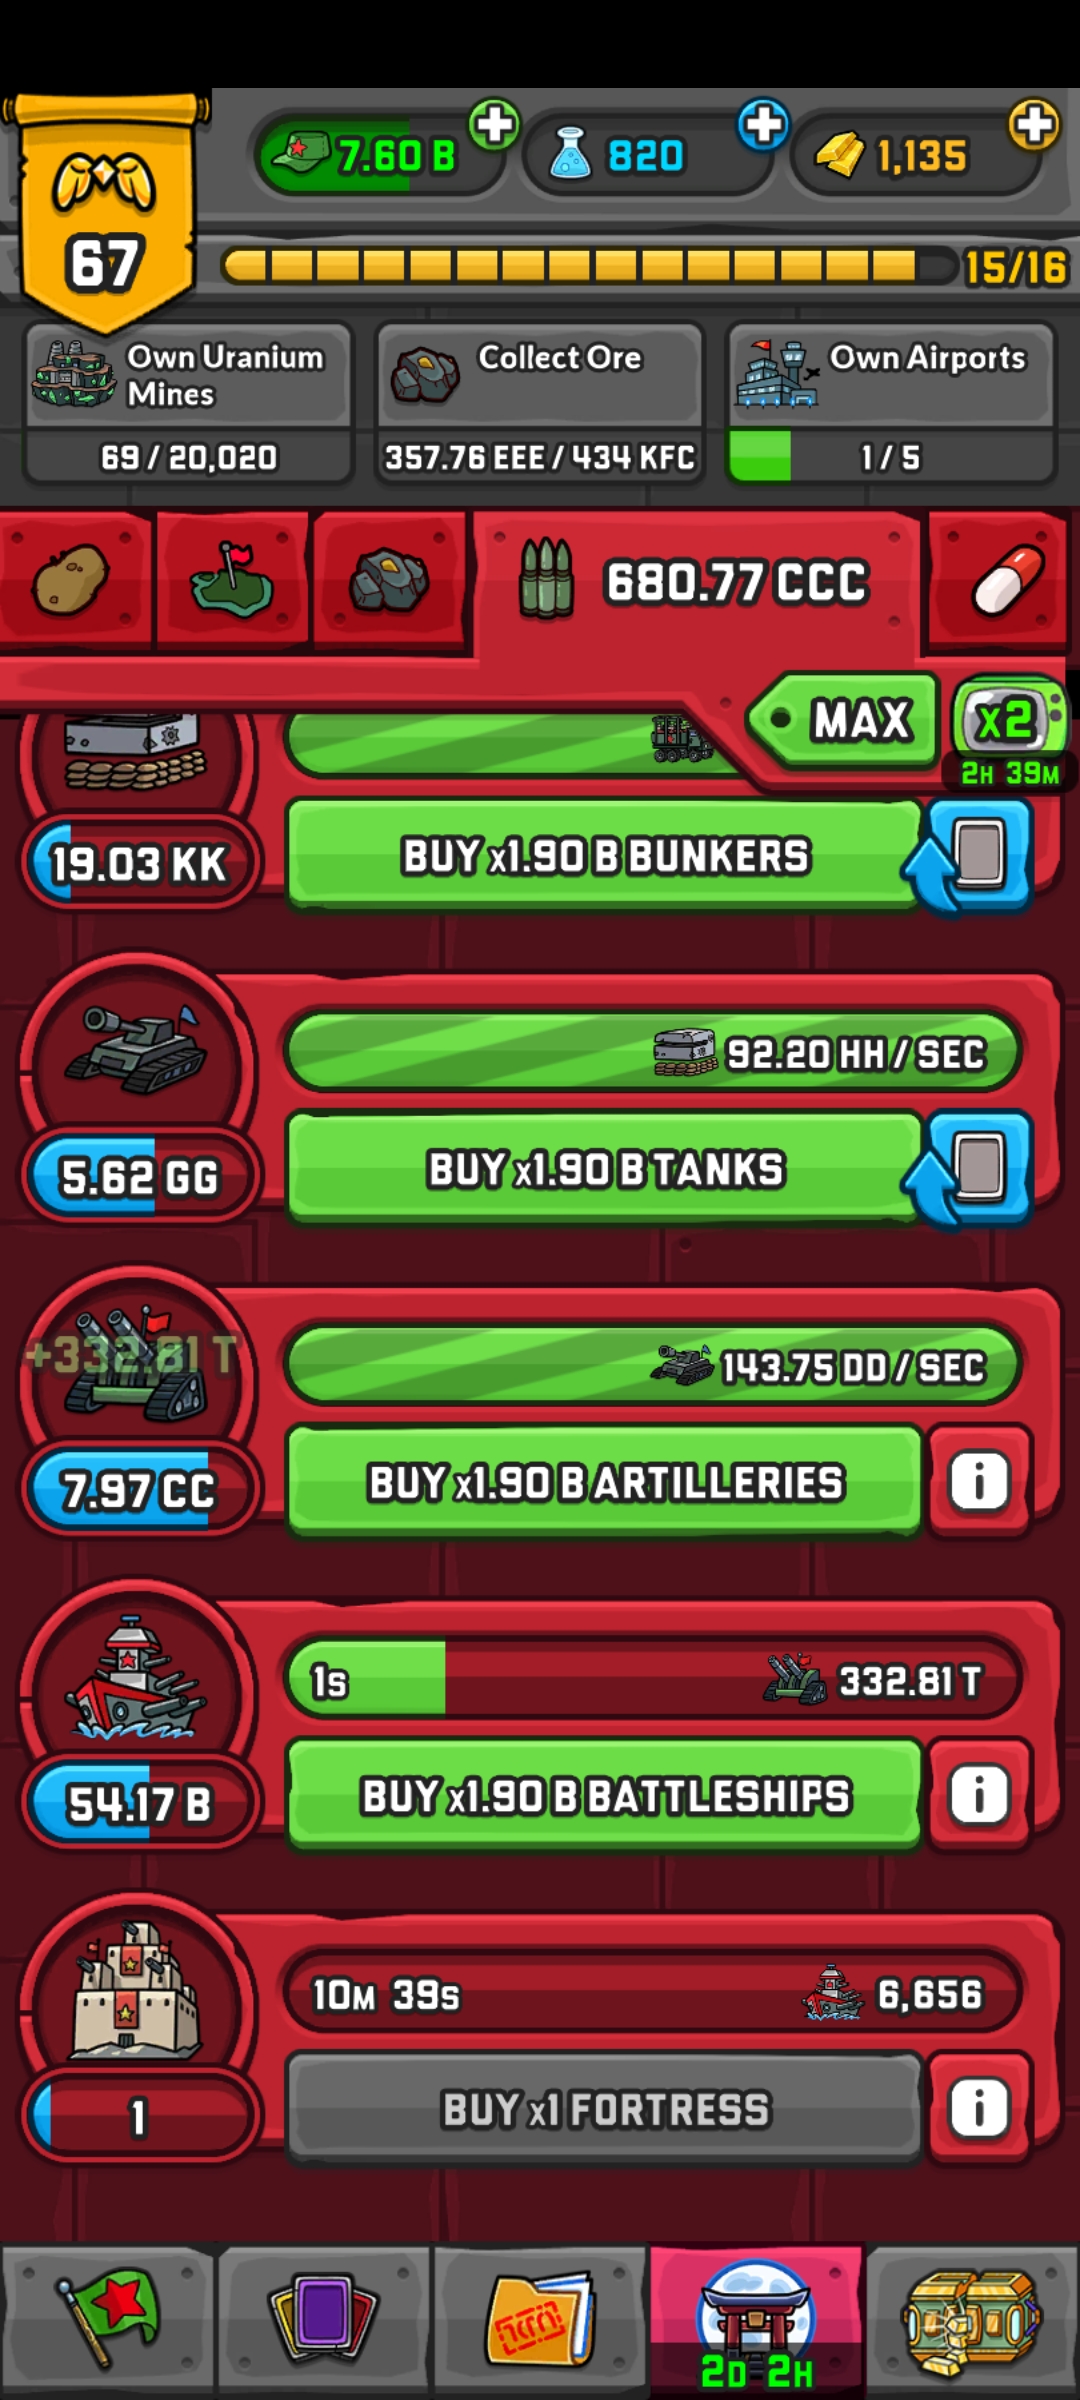 7.60 B
820
1,135
67
15/16
Own Uranium
Mines
69 / 20,020
Collect Ore
357.76 EEE / 434 KFC
Own Airports
1 / 5
680.77 CCC
MAX
x2
2H 39M
19.03 KK
BUY x1.90 B BUNKERS
92.20 HH / SEC
5.62 GG
BUY x1.90 B TANKS
+332.81 T
143.75 DD / SEC
7.97 CC
BUY x1.90 B ARTILLERIES
i
1s
332.81 T
54.17 B
BUY x1.90 B BATTLESHIPS
i
10M 39s
6,656
1
BUY x1 FORTRESS
i
2D 2H